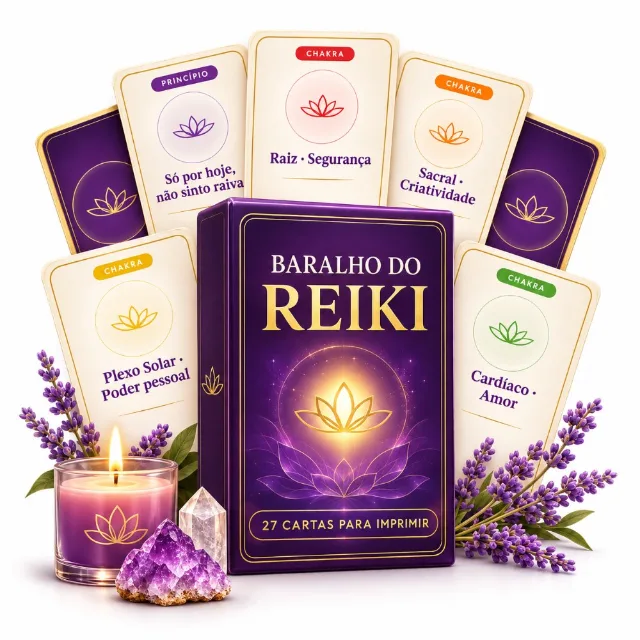 PRINCÍPIO
Só por hoje,
não sinto raiva
CHAKRA
Raiz · Segurança
CHAKRA
Sacral ·
Criatividade
CHAKRA
Plexo Solar ·
Poder pessoal
BARALHO DO
REIKI
27 CARTAS PARA IMPRIMIR
CHAKRA
Cardíaco ·
Amor